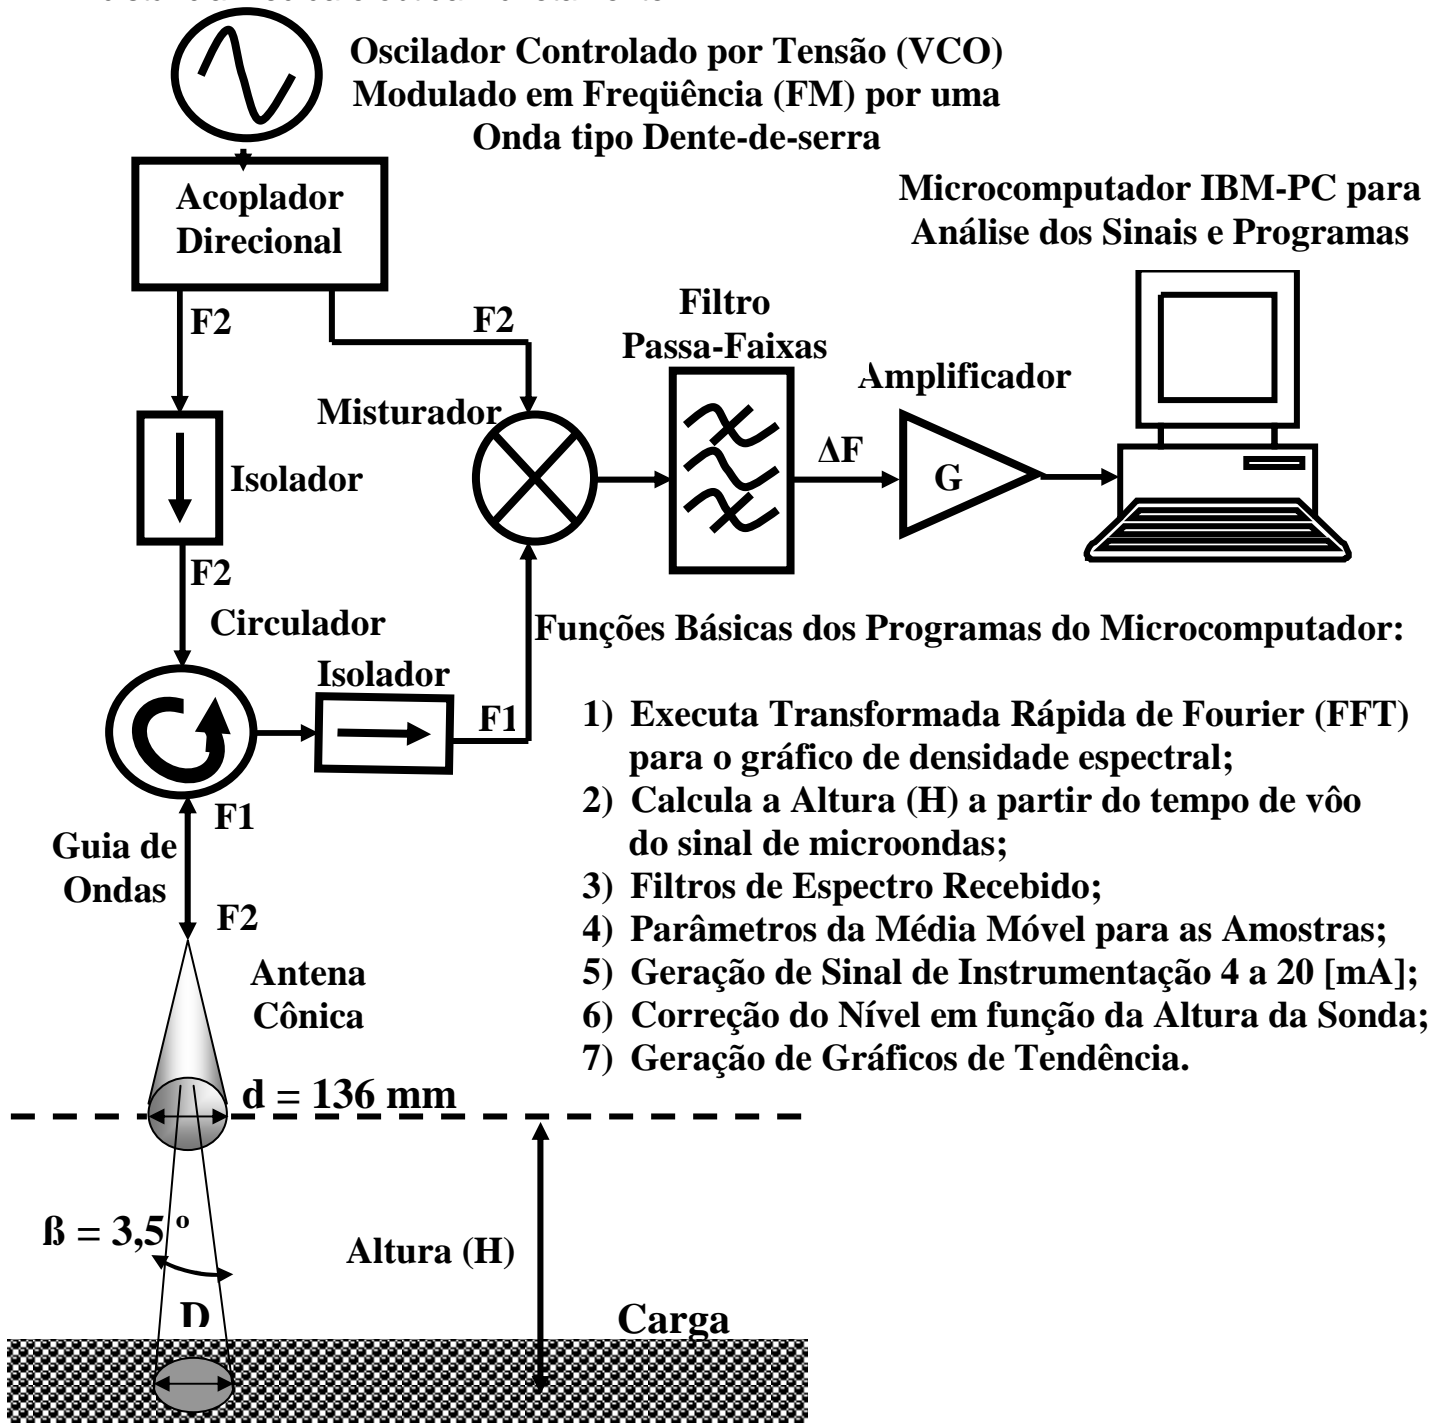 Oscilador Controlado por Tensão (VCO)
Modulado em Freqüência (FM) por uma
Onda tipo Dente-de-serra
Acoplador
Direcional
Microcomputador IBM-PC para
Análise dos Sinais e Programas
F2
F2
Filtro
Passa-Faixas
Amplificador
Misturador
Isolador
ΔF
G
F2
Circulador
Isolador
F1
Funções Básicas dos Programas do Microcomputador:
1) Executa Transformada Rápida de Fourier (FFT)
para o gráfico de densidade espectral;
2) Calcula a Altura (H) a partir do tempo de vôo
do sinal de microondas;
3) Filtros de Espectro Recebido;
4) Parâmetros da Média Móvel para as Amostras;
5) Geração de Sinal de Instrumentação 4 a 20 [mA];
6) Correção do Nível em função da Altura da Sonda;
7) Geração de Gráficos de Tendência.
F1
Guia de
Ondas
F2
Antena
Cônica
d = 136 mm
ß = 3,5 º
Altura (H)
D
Carga